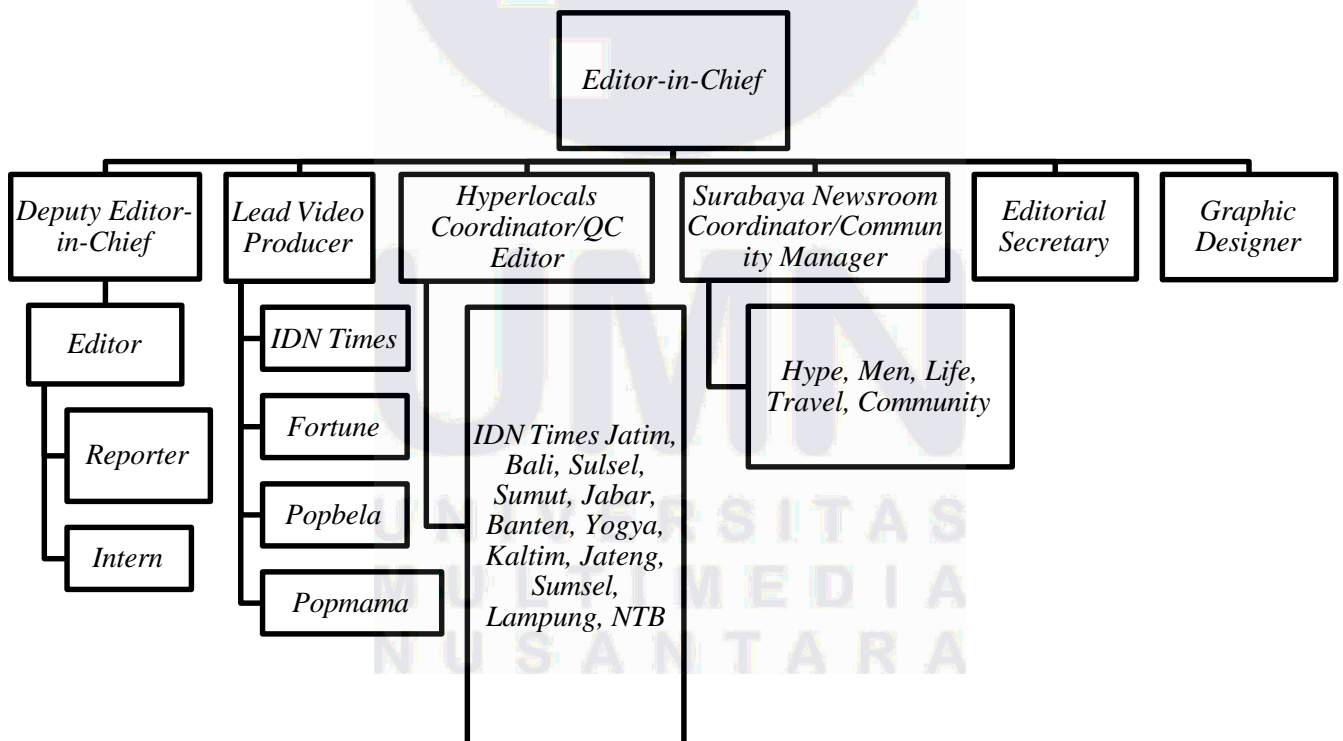 Editor-in-Chief
Deputy Editor-
in-Chief
Lead Video
Producer
Hyperlocals
Coordinator/QC
Editor
Surabaya Newsroom
Coordinator/Commun
ity Manager
Editorial
Secretary
Graphic
Designer
Editor
Reporter
Intern
IDN Times
Fortune
Popbela
Popmama
IDN Times Jatim,
Bali, Sulsel,
Sumut, Jabar,
Banten, Yogya,
Kaltim, Jateng,
Sumsel,
Lampung, NTB
Hype, Men, Life,
Travel, Community
UMN
UNIVERSITAS
MULTIMEDIA
NUSANTARA